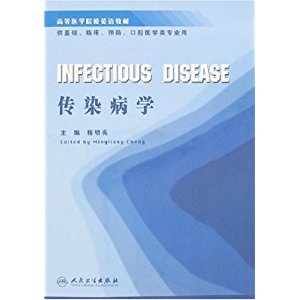 高等医学院校英语教材
供基础、临床、预防、口腔医学类专业用
INFECTIOUS DISEASE
传染病学
主 编 程明亮
Edited by Mingliang Cheng
人民卫生出版社